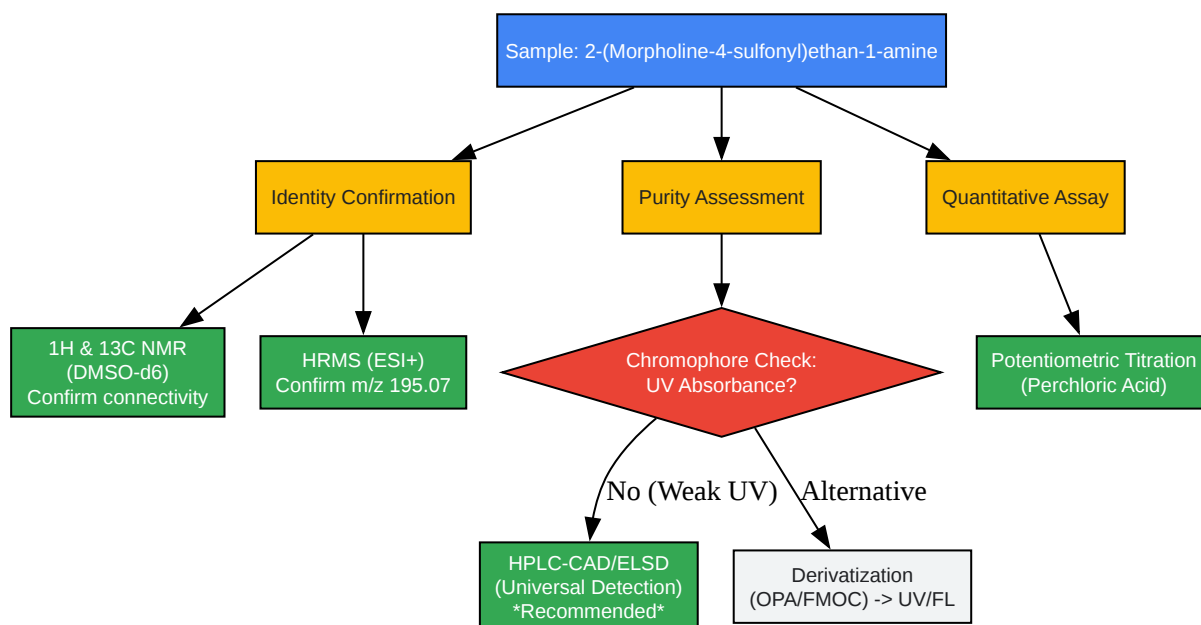 Sample: 2-(Morpholine-4-sulfonyl)ethan-1-amine
Identity Confirmation
Purity Assessment
Quantitative Assay
1H & 13C NMR
(DMSO-d6)
Confirm connectivity
HRMS (ESI+)
Confirm m/z 195.07
Chromophore Check:
UV Absorbance?
Potentiometric Titration
(Perchloric Acid)
No (Weak UV)
Alternative
HPLC-CAD/ELSD
(Universal Detection)
*Recommended*
Derivatization
(OPA/FMOC) -> UV/FL